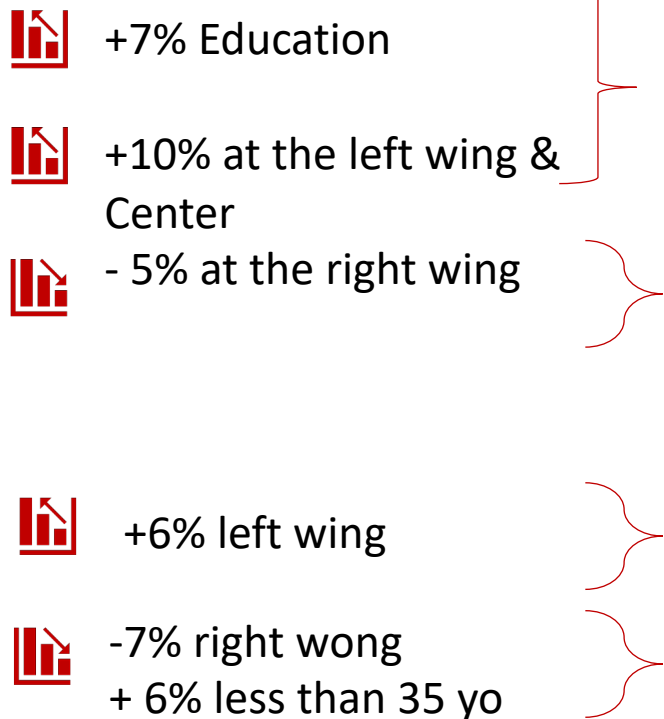 +7% Education
+10% at the left wing &
Center
- 5% at the right wing
+6% left wing
-7% right wong
+ 6% less than 35 yo